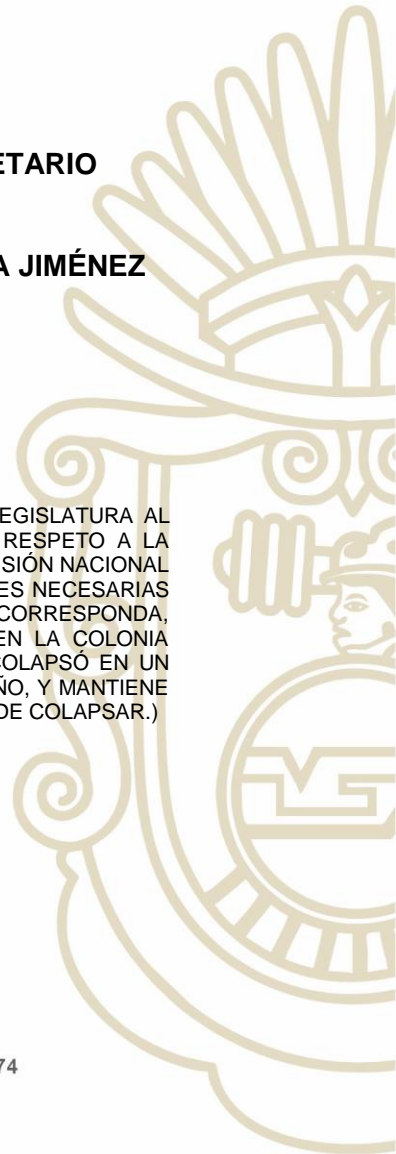 ETARIO
A JIMÉNEZ
EGISLATURA AL
RESPETO A LA
SIÓN NACIONAL
ES NECESARIAS
CORRESPONDA,
EN LA COLONIA
COLAPSÓ EN UN
ÑO, Y MANTIENE
DE COLAPSAR.)
74